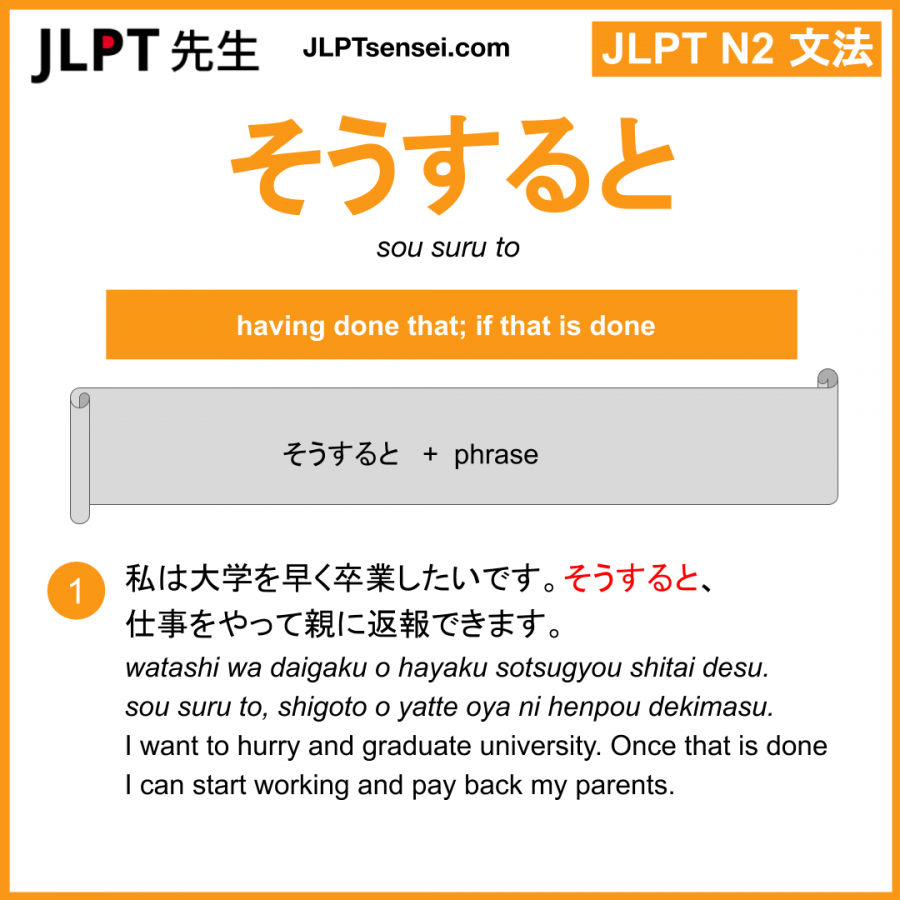 JLPT 先生
JLPTsensei.com
JLPT N2 文法
そうすると
sou suru to
having done that; if that is done
そうすると + phrase
1
私は大学を早く卒業したいです。そうすると、
仕事をやって親に返報できます。
watashi wa daigaku o hayaku sotsugyou shitai desu.
sou suru to, shigoto o yatte oya ni henpou dekimasu.
I want to hurry and graduate university. Once that is done
I can start working and pay back my parents.